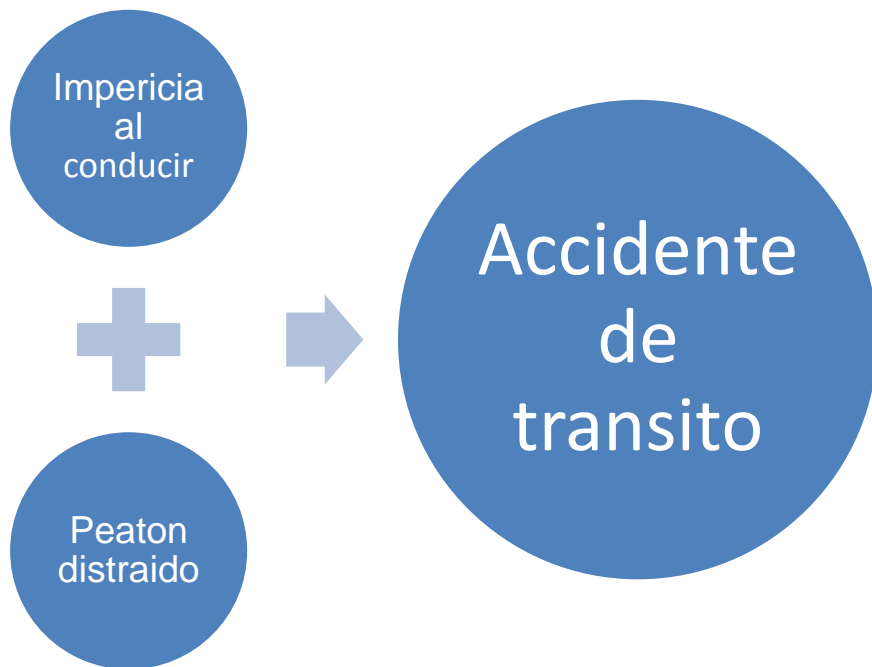 Impericia
al
conducir
Peaton
distraido
Accidente
de
transito